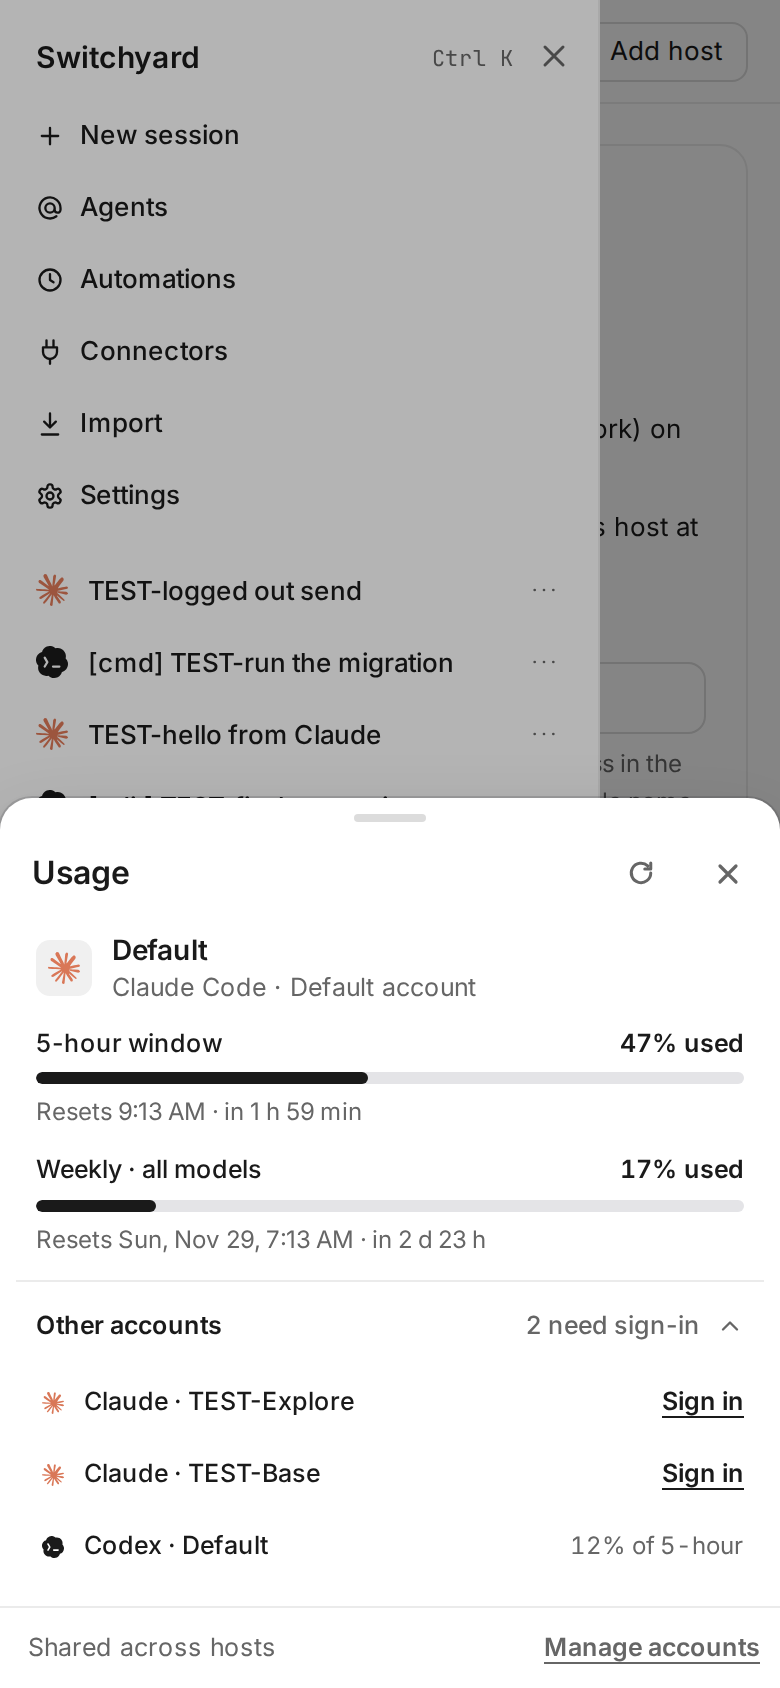 Switchyard Ctrl K
Add host
New session
Agents
Automations
Connectors
Import
ork) on
Settings
s host at
TEST-logged out send ...
[cmd] TEST-run the migration ...
TEST-hello from Claude ...
ss in the
Usage
Default
Claude Code · Default account
5-hour window 47% used
Resets 9:13 AM · in 1 h 59 min
Weekly · all models 17% used
Resets Sun, Nov 29, 7:13 AM · in 2 d 23 h
Other accounts 2 need sign-in
Claude · TEST-Explore Sign in
Claude · TEST-Base Sign in
Codex · Default 12% of 5-hour
Shared across hosts Manage accounts